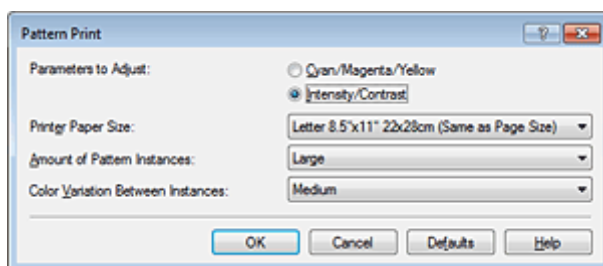 Pattern Print
Parameters to Adjust:
Cyan/Magenta/Yellow
Intensity/Contrast
Printer Paper Size: Letter 8.5"x11" 22x28cm (Same as Page Size)
Amount of Pattern Instances: Large
Color Variation Between Instances: Medium
OK Cancel Defaults Help